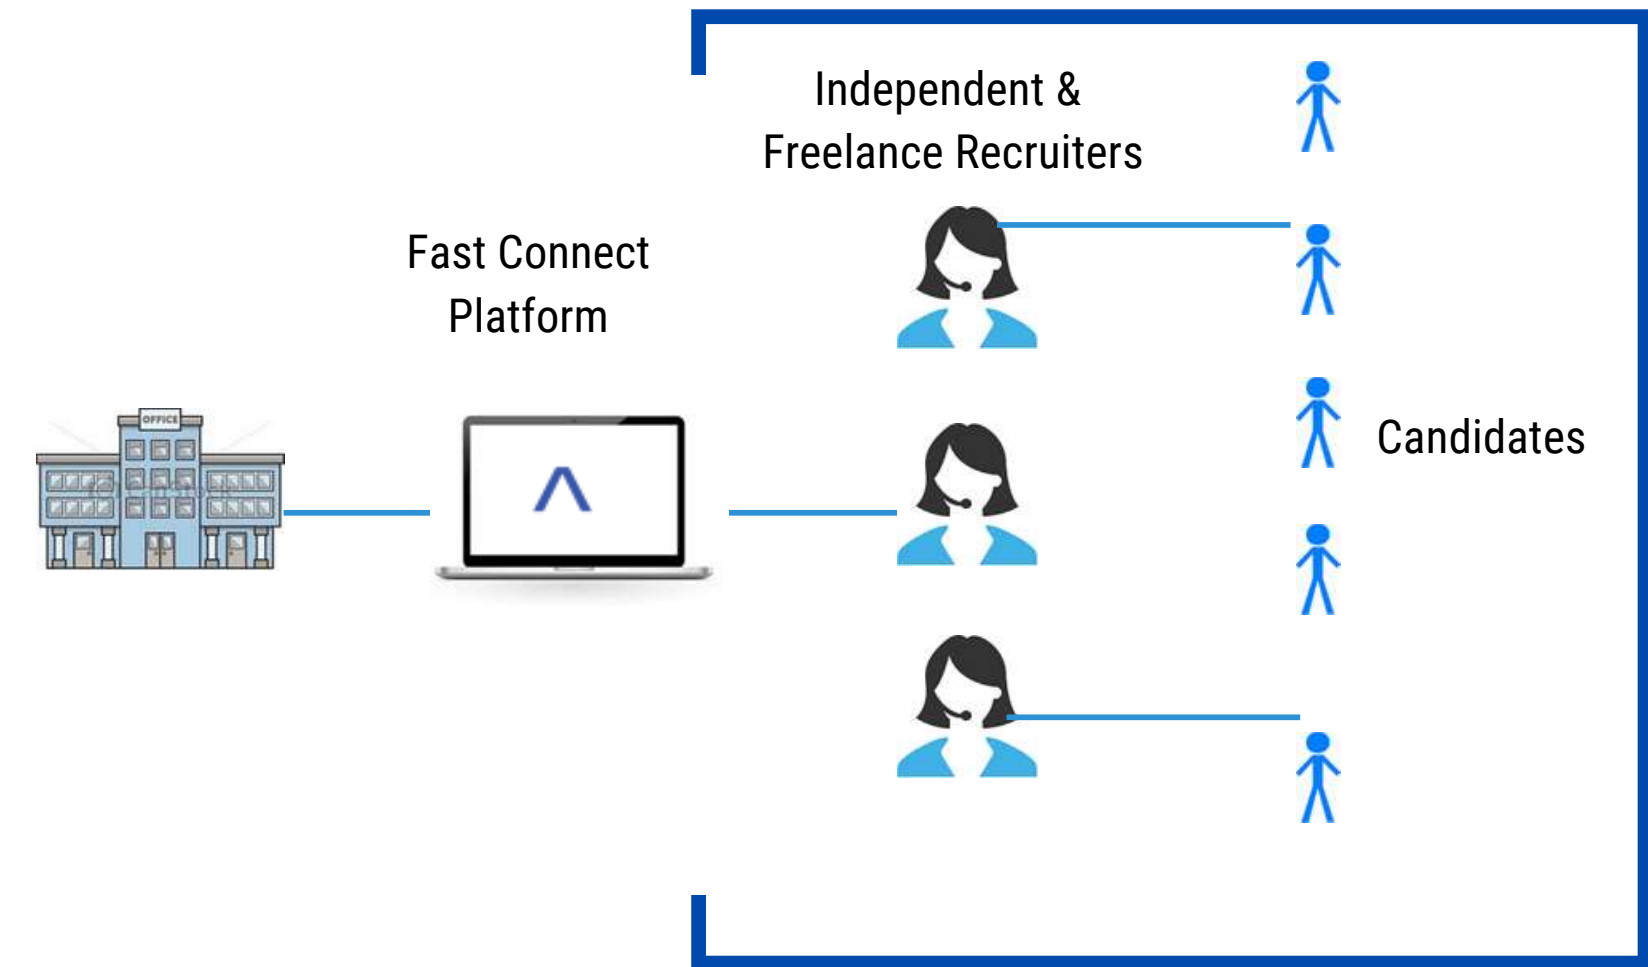 Independent &
Freelance Recruiters
Fast Connect
Platform
OFFICE
Candidates